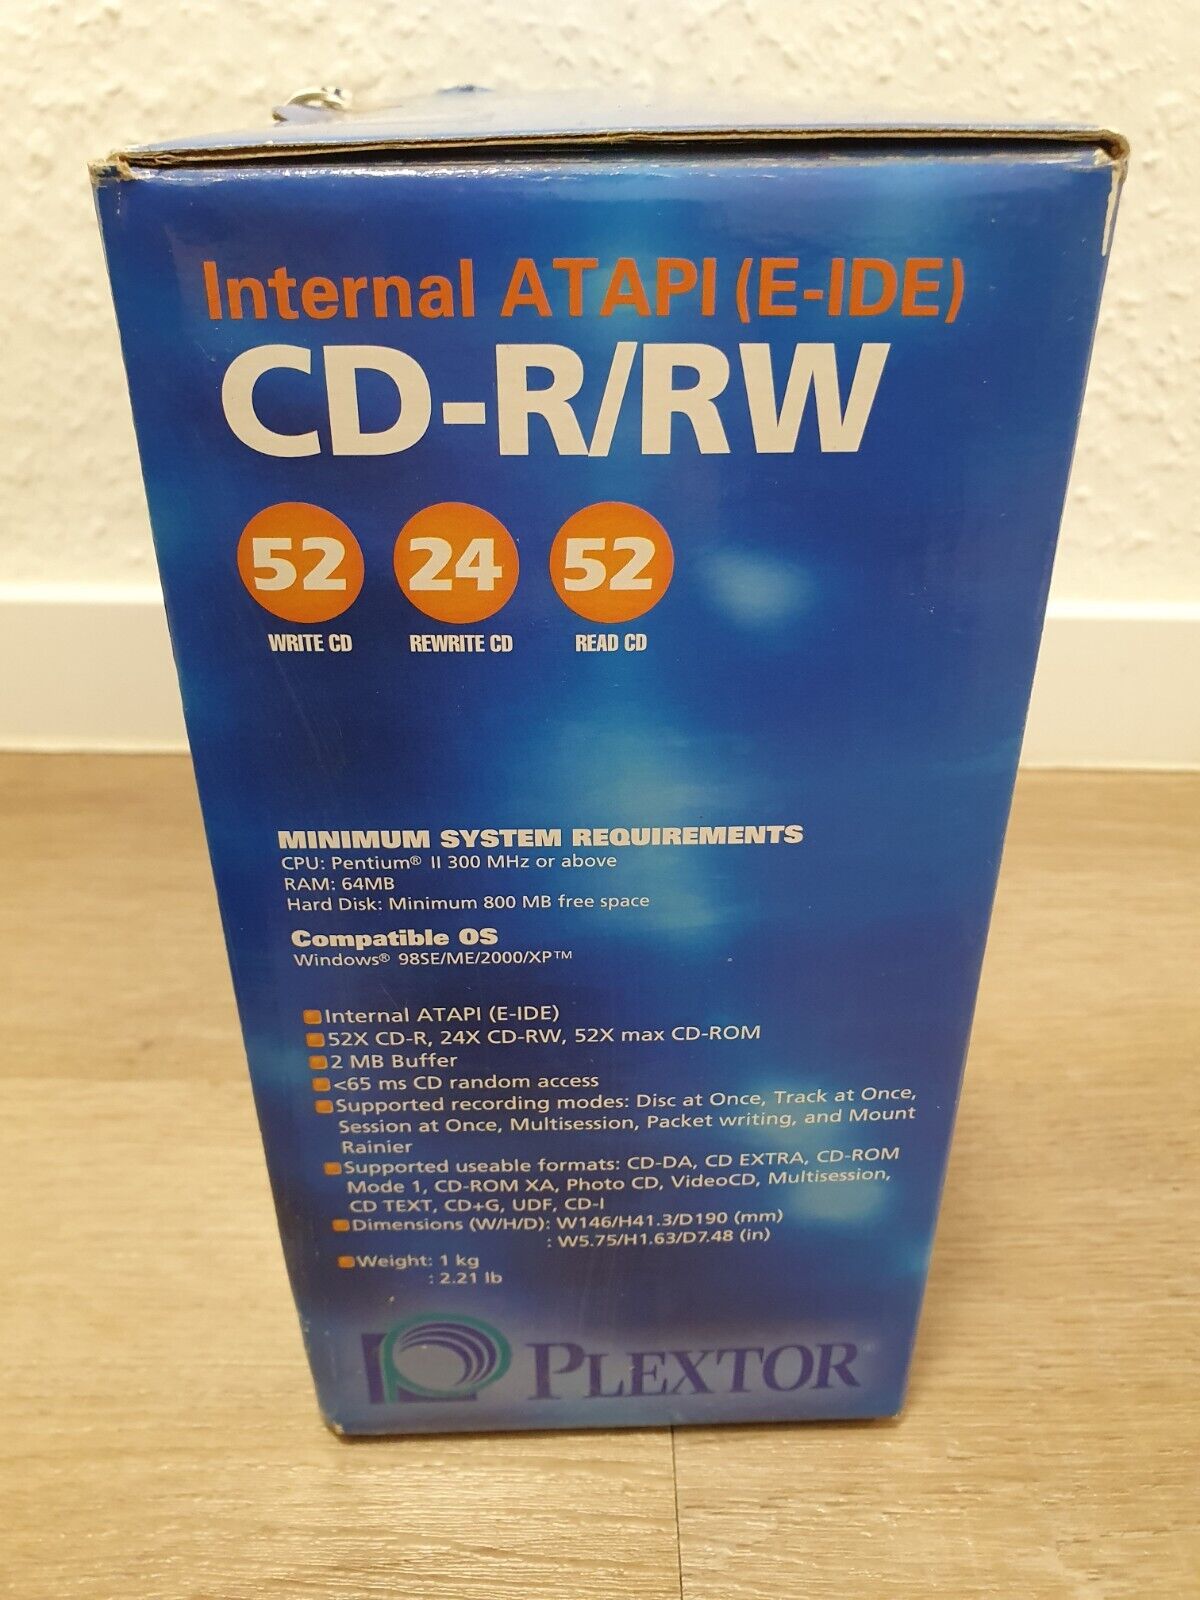 Internal ATAPI (E-IDE)
CD-R/RW
52 24 52
WRITE CD REWRITE CD READ CD
MINIMUM SYSTEM REQUIREMENTS
CPU: Pentium® II 300 MHz or above
RAM: 64MB
Hard Disk: Minimum 800 MB free space
Compatible OS
Windows® 98SE/ME/2000/XP™
Internal ATAPI (E-IDE)
52X CD-R, 24X CD-RW, 52X max CD-ROM
2 MB Buffer
<65 ms CD random access
Supported recording modes: Disc at Once, Track at Once,
Session at Once, Multisession, Packet writing, and Mount
Rainier
Supported useable formats: CD-DA, CD EXTRA, CD-ROM
Mode 1, CD-ROM XA, Photo CD, VideoCD, Multisession,
CD TEXT, CD+G, UDF, CD-I
Dimensions (W/H/D): W146/H41.3/D190 (mm)
: W5.75/H1.63/D7.48 (in)
Weight: 1 kg
: 2.21 lb
PLEXTOR